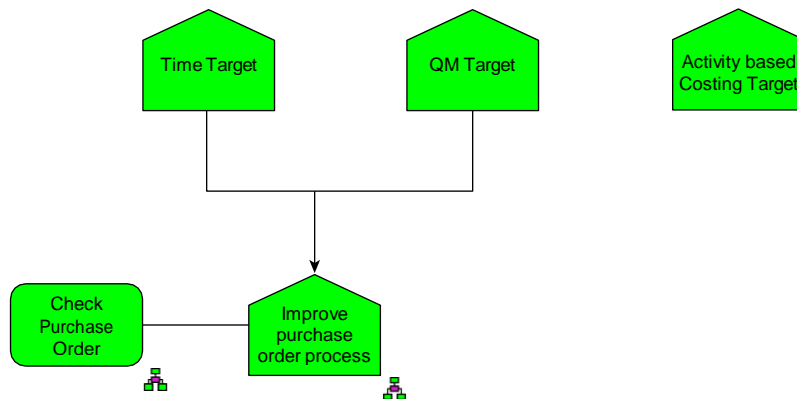 Time Target
QM Target
Activity based
Costing Target
Check
Purchase
Order
Improve
purchase
order process